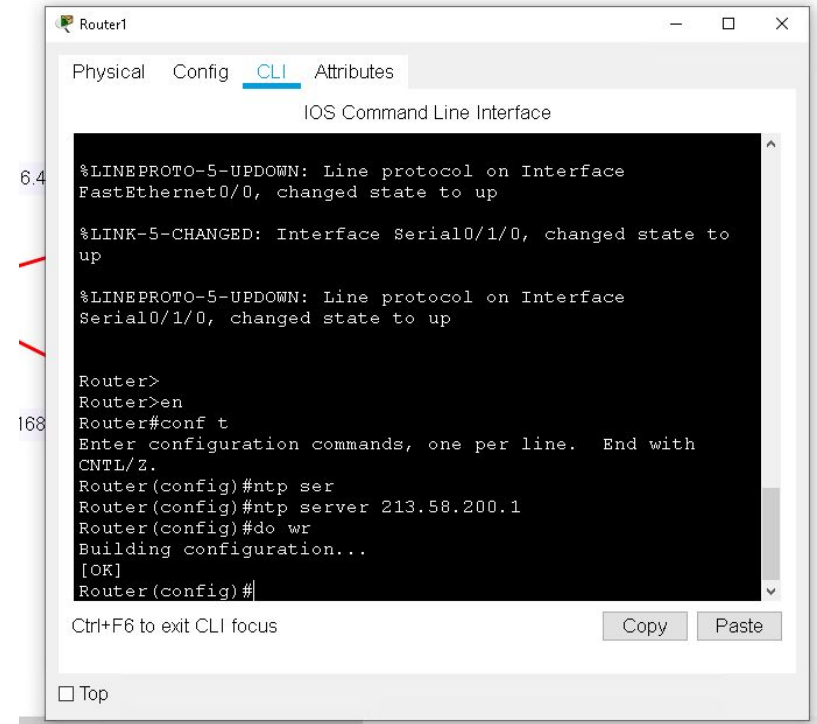 Router1
Physical Config CLI Attributes
IOS Command Line Interface
%LINEPROTO-5-UPDOWN: Line protocol on Interface
FastEthernet0/0, changed state to up
%LINK-5-CHANGED: Interface Serial0/1/0, changed state to
up
%LINEPROTO-5-UPDOWN: Line protocol on Interface
Serial0/1/0, changed state to up
Router>
Router>en
Router#conf t
Enter configuration commands, one per line.  End with
CNTL/Z.
Router(config)#ntp ser
Router(config)#ntp server 213.58.200.1
Router(config)#do wr
Building configuration...
[OK]
Router(config)#
Ctrl+F6 to exit CLI focus
Copy Paste
Top
6.4
168